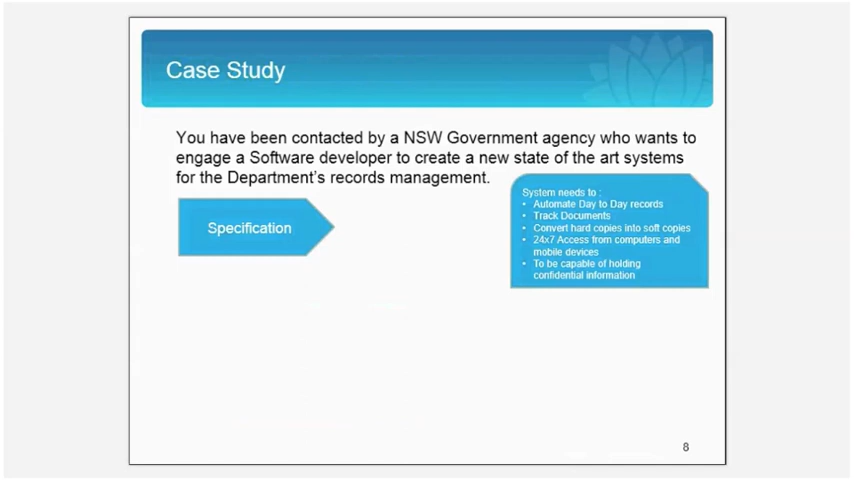 Case Study
You have been contacted by a NSW Government agency who wants to
engage a Software developer to create a new state of the art systems
for the Department's records management.
Specification
System needs to :
• Automate Day to Day records
• Track Documents
• Convert hard copies into soft copies
• 24x7 Access from computers and
mobile devices
• To be capable of holding
confidential information
8